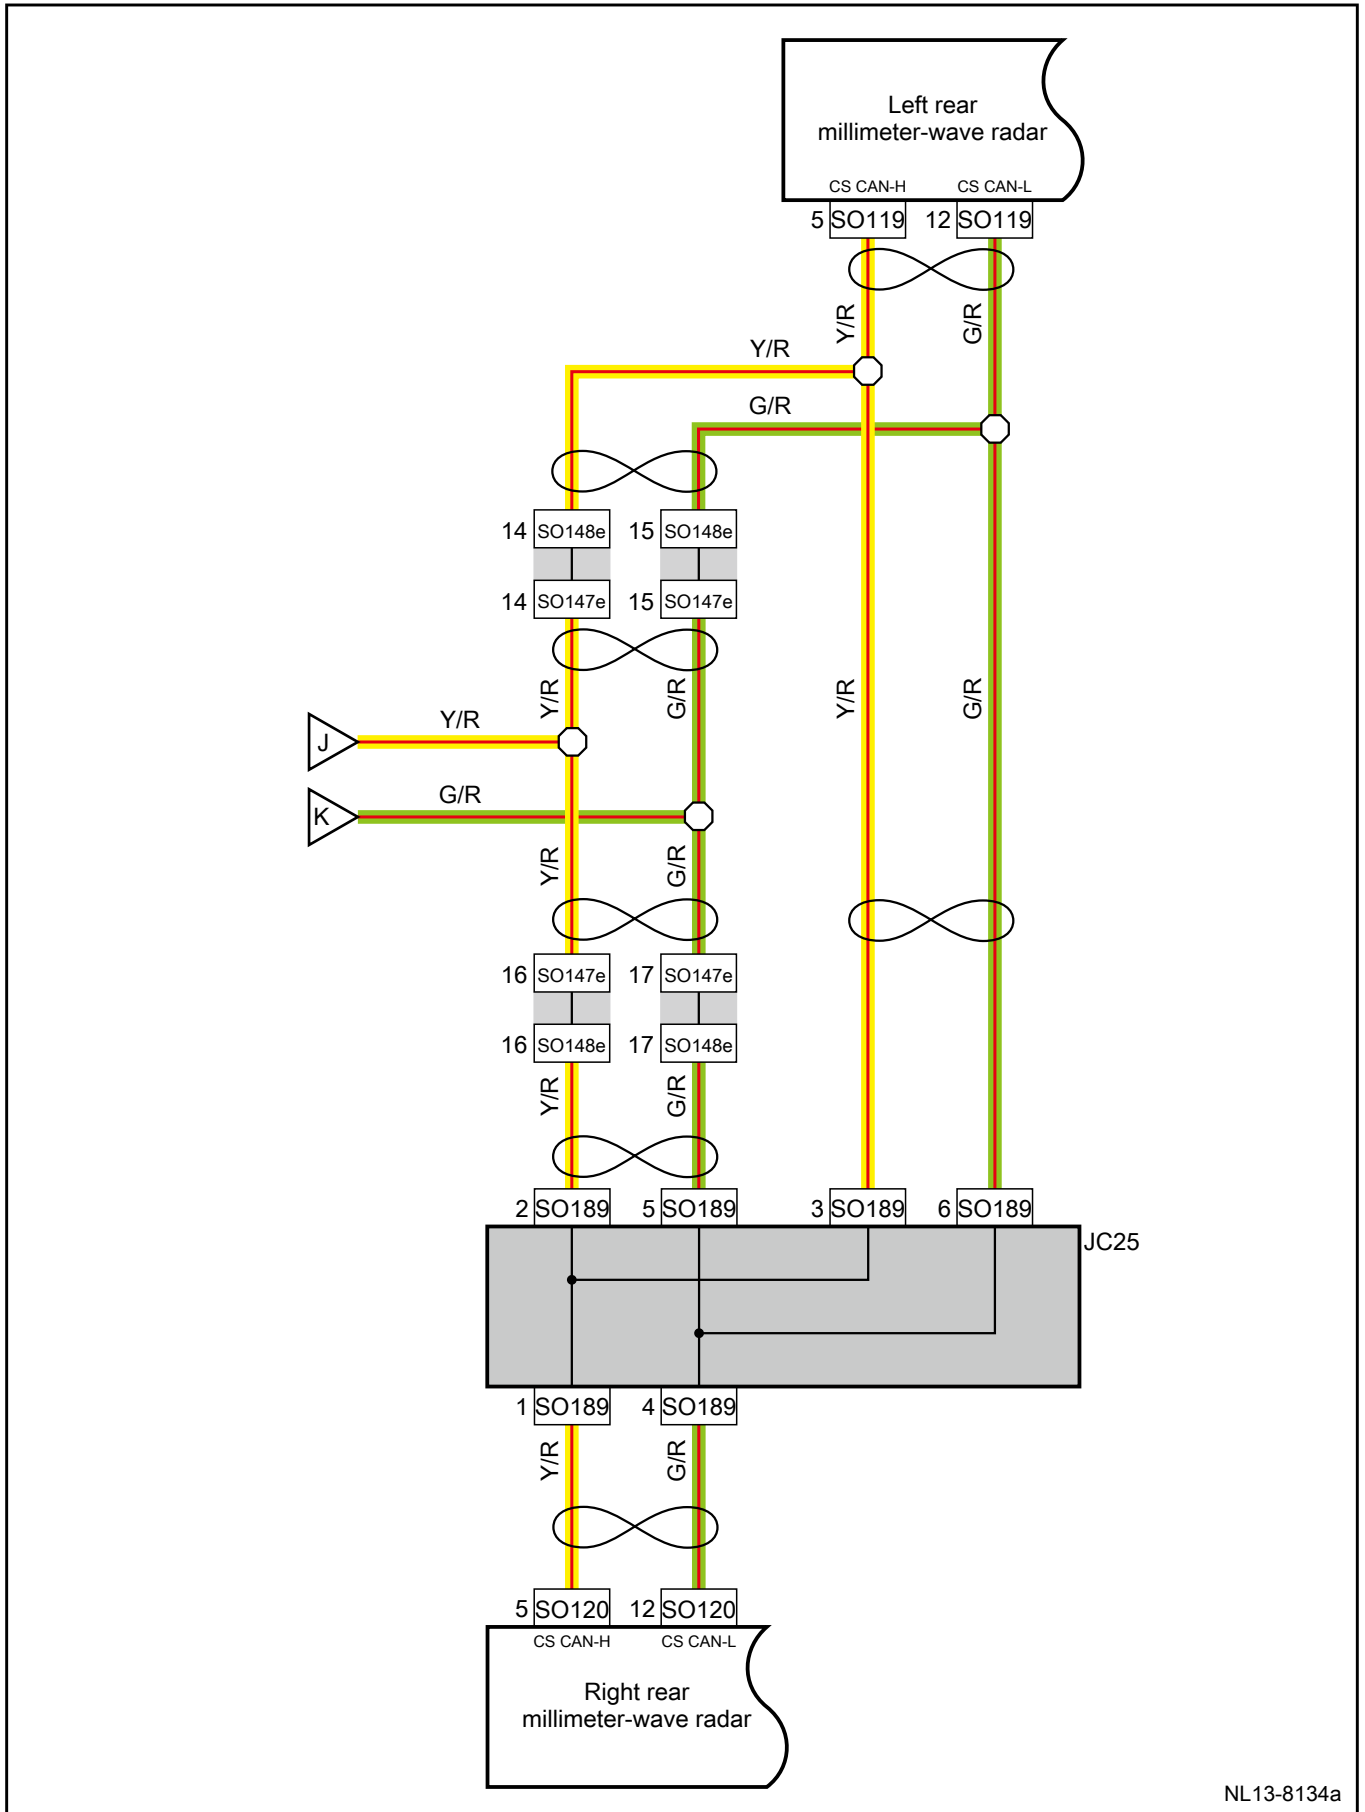 Left rear
millimeter-wave radar
CS CAN-H CS CAN-L
5 SO119 12 SO119
Y/R G/R
Y/R
G/R
14 SO148e 15 SO148e
14 SO147e 15 SO147e
Y/R G/R Y/R G/R
J Y/R
K G/R
Y/R G/R
16 SO147e 17 SO147e
16 SO148e 17 SO148e
Y/R G/R
2 SO189 5 SO189 3 SO189 6 SO189
JC25
1 SO189 4 SO189
Y/R G/R
5 SO120 12 SO120
CS CAN-H CS CAN-L
Right rear
millimeter-wave radar
NL13-8134a